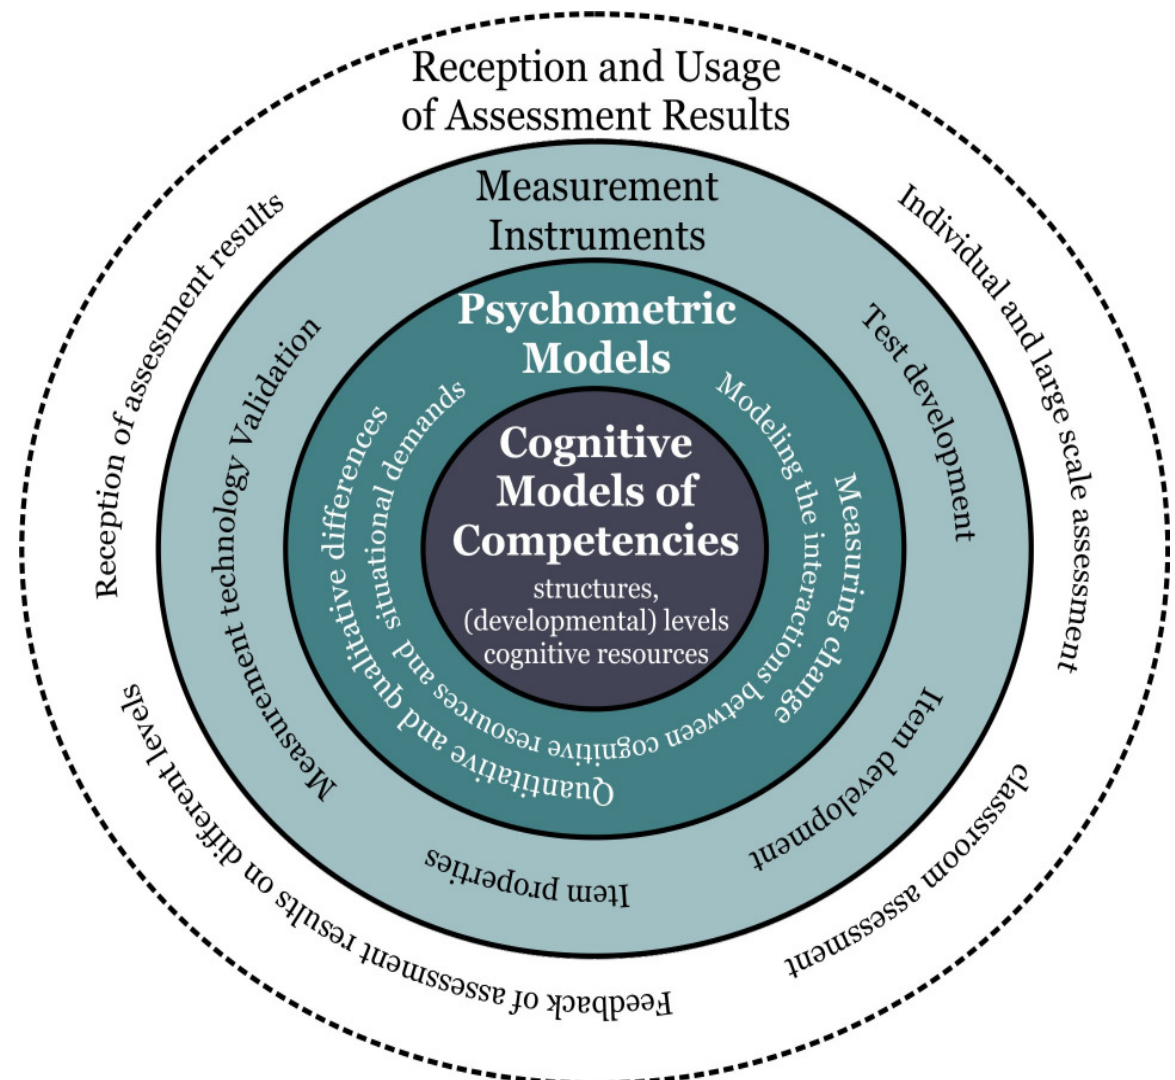 Reception and Usage
of Assessment Results
Individual and large scale assessment
classsroom assessment
Feedback of assessment results on different levels
Reception of assessment results
Measurement
Instruments
Test development
Item development
Item properties
Measurement technology Validation
Psychometric
Models
Measuring change
Quantitative and qualitative differences
Modeling the interactions between cognitive resources and situational demands
Cognitive
Models of
Competencies
structures,
(developmental) levels
cognitive resources